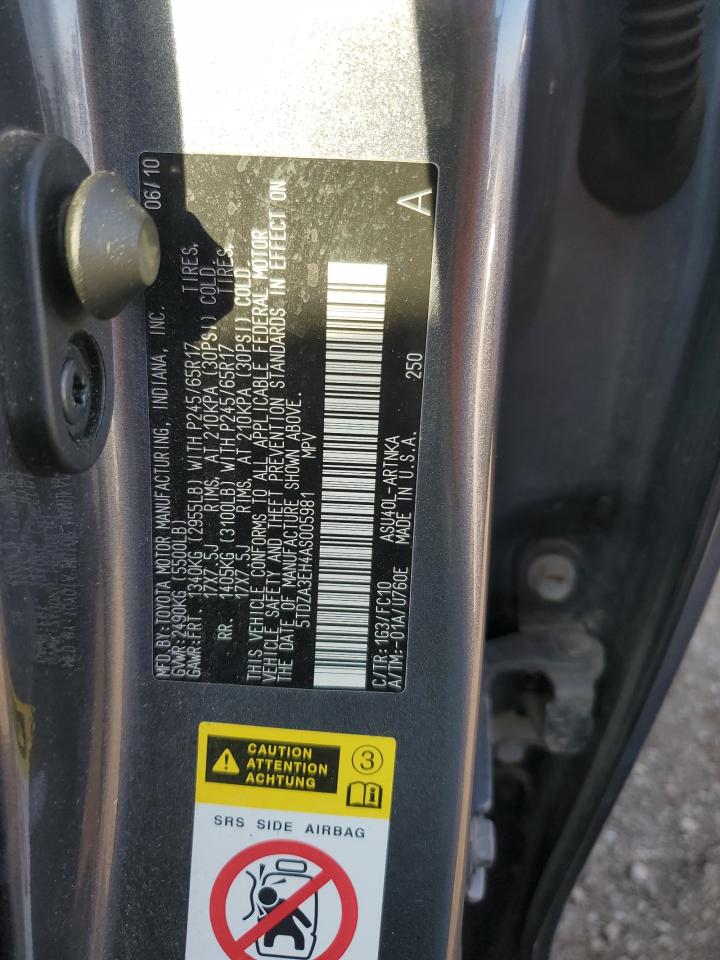 MFD.BY:TOYOTA MOTOR MANUFACTURING, INDIANA, INC. 06/10
GVWR:2490KG (5500LB)
GAWR:FRT. 1340KG (2955LB) WITH P245/65R17 TIRES,
17X7.5J RIMS, AT 210KPA (30PSI) COLD.
RR. 1405KG (3100LB) WITH P245/65R17 TIRES,
17X7.5J RIMS, AT 210KPA (30PSI) COLD.
THIS VEHICLE CONFORMS TO ALL APPLICABLE FEDERAL MOTOR
VEHICLE SAFETY AND THEFT PREVENTION STANDARDS IN EFFECT ON
THE DATE OF MANUFACTURE SHOWN ABOVE.
5TDZA3EH4AS005981 MPV
C/TR:1G3/FC10 ASU40L-ARTNKA 250 A
A/TM:-01A/U760E MADE IN U.S.A.
CAUTION
ATTENTION
ACHTUNG
3
SRS SIDE AIRBAG